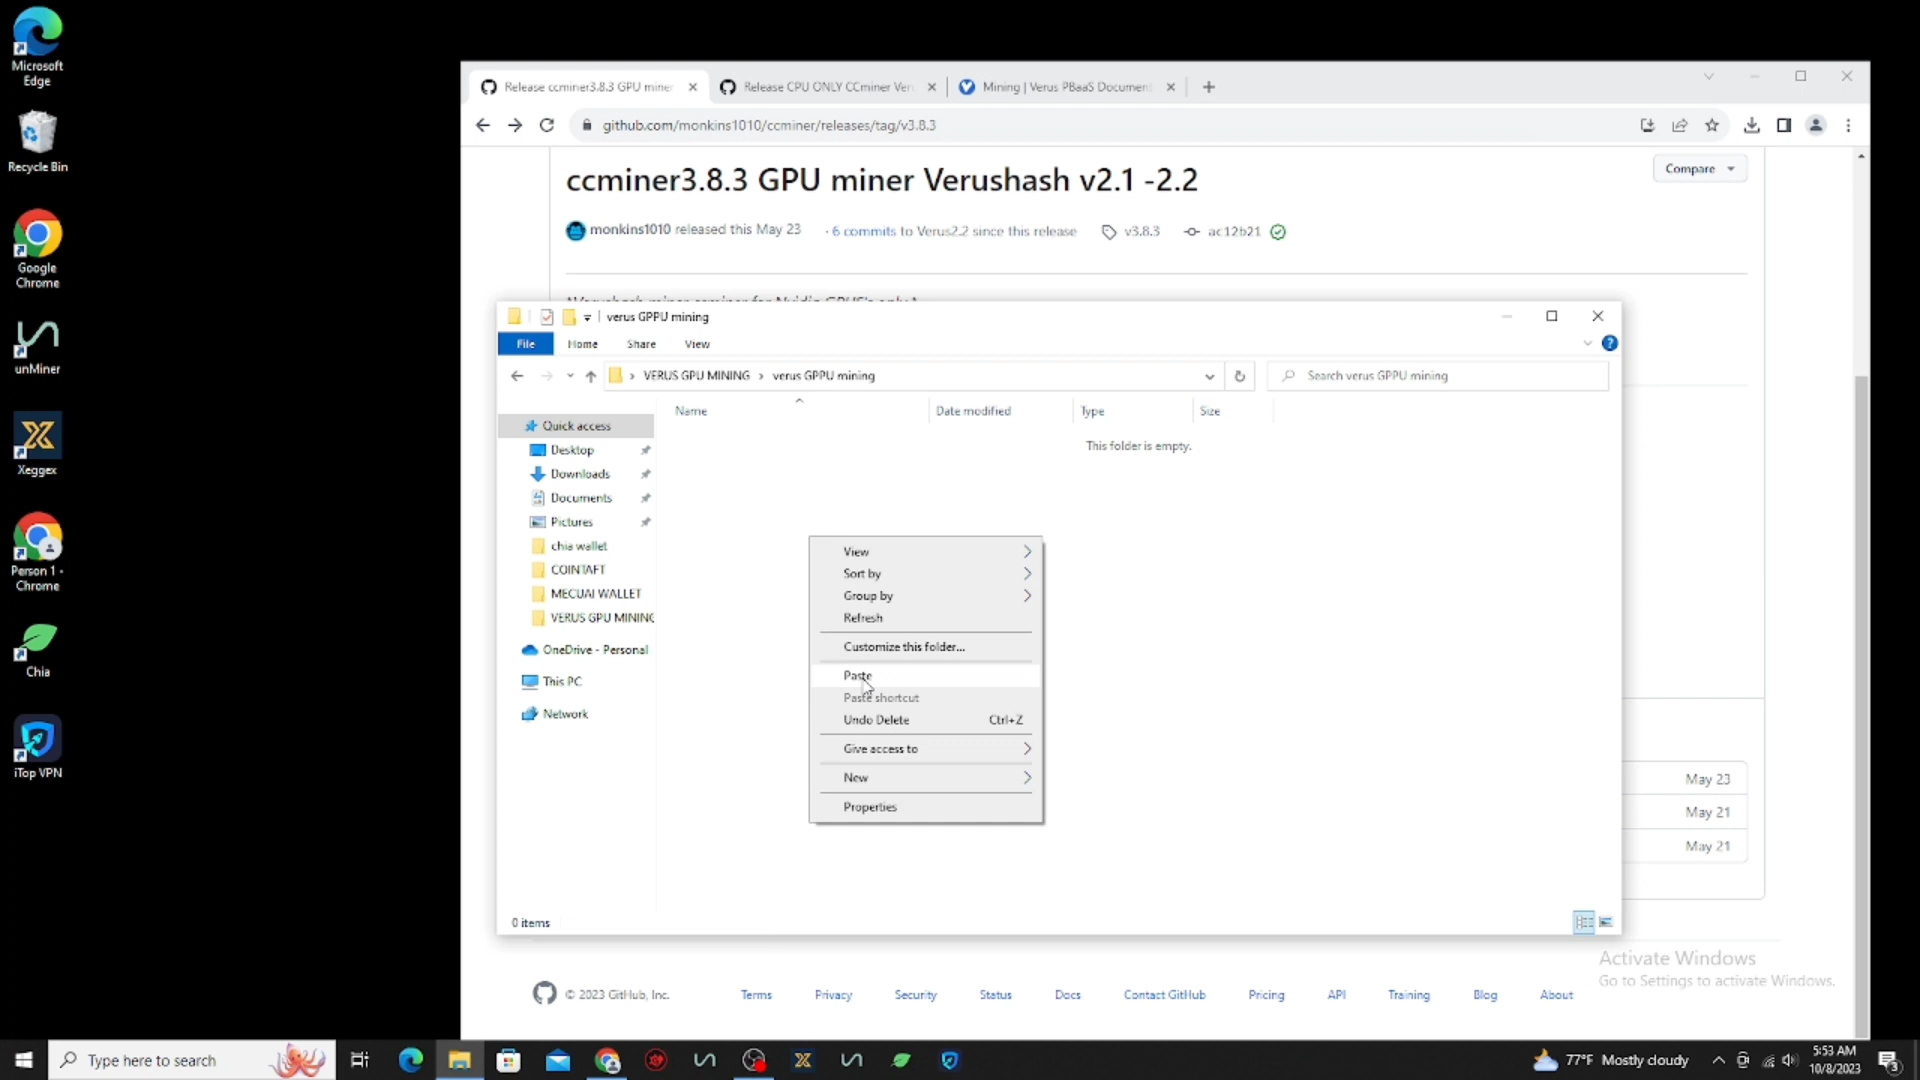 Microsoft
Edge
Recycle Bin
Google
Chrome
unMiner
Xeggex
Person 1 -
Chrome
Chia
iTop VPN
Release ccminer3.8.3 GPU miner
Release CPU ONLY CCminer Ver
Mining | Verus PBaaS Document
github.com/monkins1010/ccminer/releases/tag/v3.8.3
ccminer3.8.3 GPU miner Verushash v2.1 -2.2
Compare
monkins1010 released this May 23
· 6 commits to Verus2.2 since this release
v3.8.3
ac12b21
verus GPPU mining
File
Home
Share
View
VERUS GPU MINING › verus GPPU mining
Search verus GPPU mining
Name
Date modified
Type
Size
This folder is empty.
Quick access
Desktop
Downloads
Documents
Pictures
chia wallet
COINTAFT
MECUAI WALLET
VERUS GPU MINING
OneDrive - Personal
This PC
Network
View
Sort by
Group by
Refresh
Customize this folder...
Paste
Paste shortcut
Undo Delete Ctrl+Z
Give access to
New
Properties
May 23
May 21
May 21
0 items
Activate Windows
Go to Settings to activate Windows.
© 2023 GitHub, Inc.
Terms
Privacy
Security
Status
Docs
Contact GitHub
Pricing
API
Training
Blog
About
Type here to search
77°F Mostly cloudy
5:53 AM
10/8/2023
3